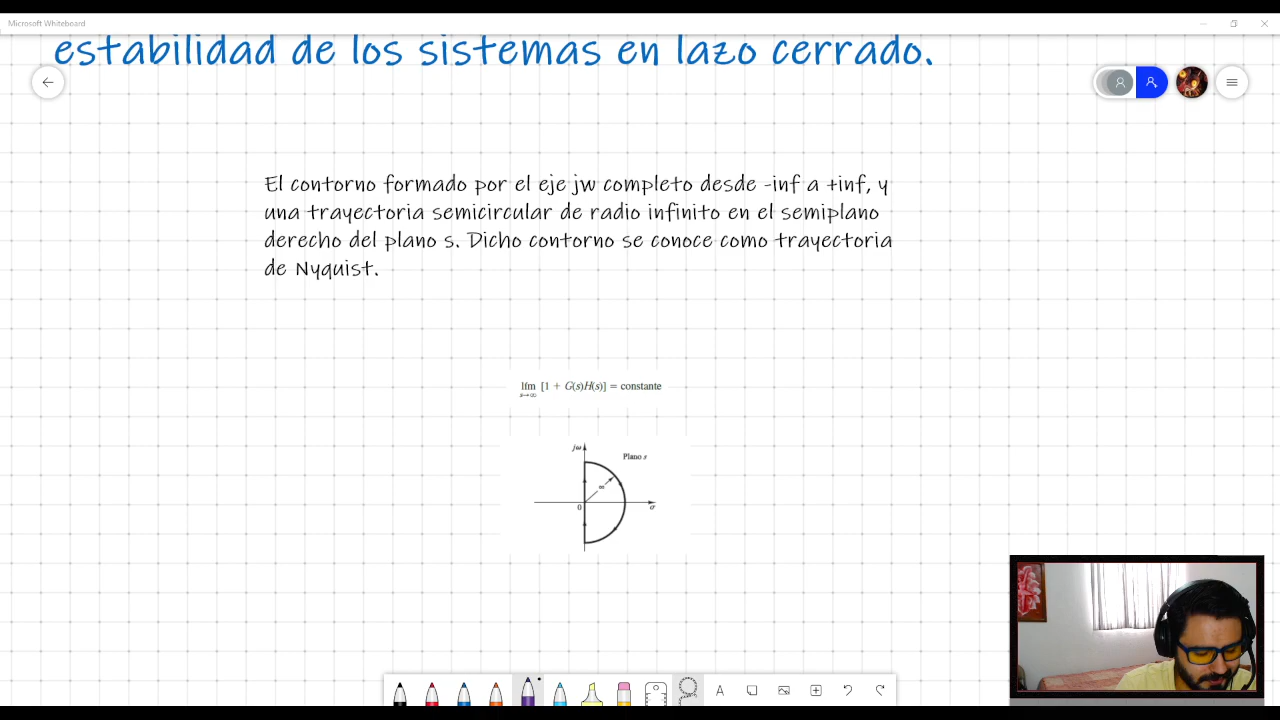 Microsoft Whiteboard
estabilidad de los sistemas en lazo cerrado.
El contorno formado por el eje jw completo desde -inf a +inf, y
una trayectoria semicircular de radio infinito en el semiplano
derecho del plano s. Dicho contorno se conoce como trayectoria
de Nyquist.
lím [1 + G(s)H(s)] = constante
s→∞
jω
Plano s
∞
0
σ
A